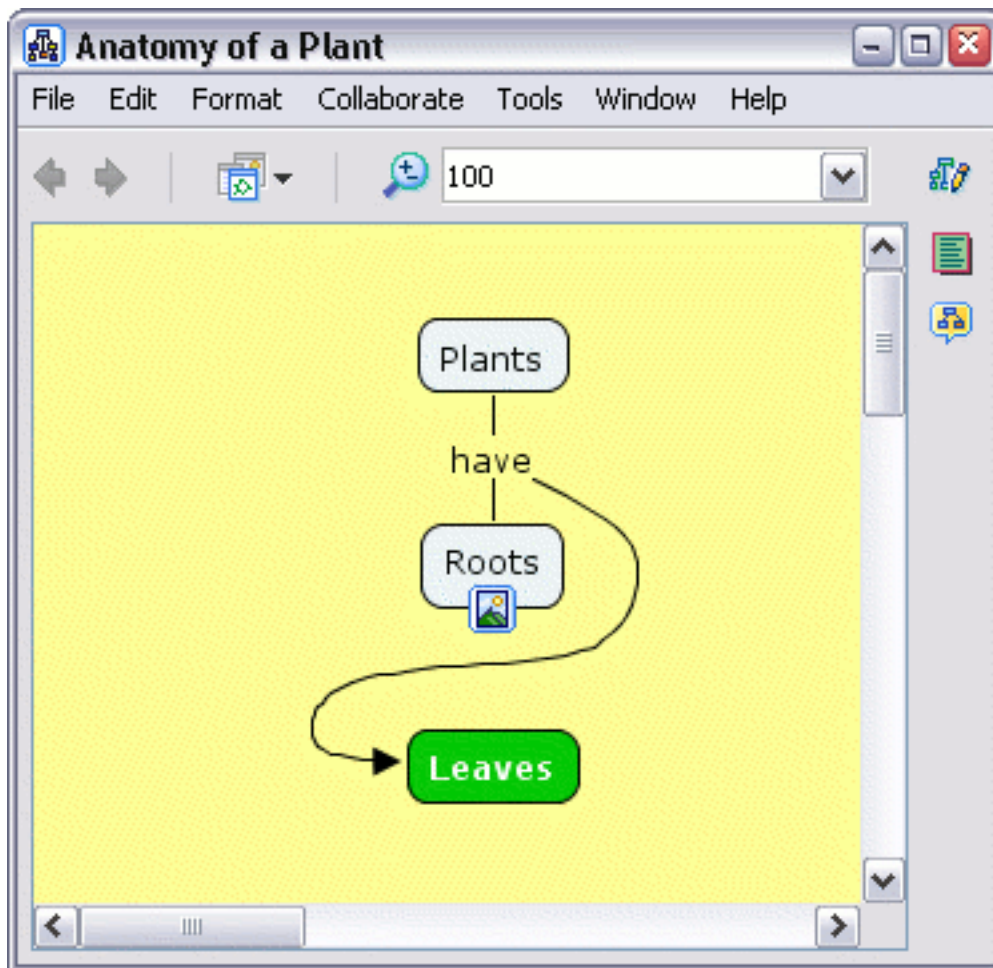 Anatomy of a Plant
File Edit Format Collaborate Tools Window Help
100
Plants
have
Roots
Leaves